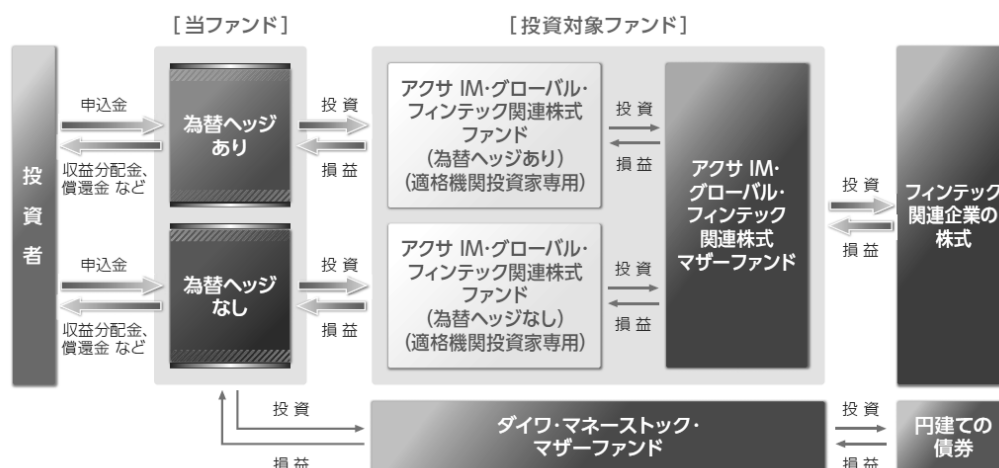 [当ファンド]
[投資対象ファンド]
投資者
申込金
収益分配金、
償還金 など
為替ヘッジ
あり
投資
損益
アクサ IM・グローバル・
フィンテック関連株式
ファンド
(為替ヘッジあり)
(適格機関投資家専用)
投資
損益
申込金
収益分配金、
償還金 など
為替ヘッジ
なし
投資
損益
アクサ IM・グローバル・
フィンテック関連株式
ファンド
(為替ヘッジなし)
(適格機関投資家専用)
投資
損益
アクサ IM・
グローバル・
フィンテック
関連株式
マザーファンド
投資
損益
フィンテック
関連企業の
株式
投資
損益
ダイワ・マネーストック・
マザーファンド
投資
損益
円建ての
債券